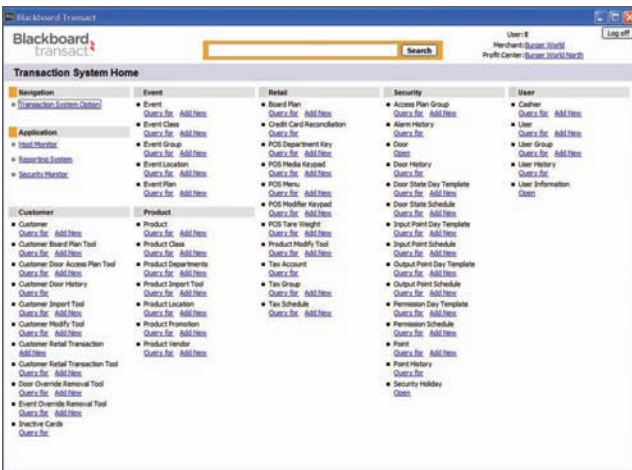 Blackboard Transact
Blackboard
transact
Search
User: E
Log off
Merchant: Burger World
Profit Center: Burger World North
Transaction System Home
Navigation
Transaction System Option
Application
Host Monitor
Reporting System
Security Monitor
Event
Event
Query for Add New
Event Class
Query for Add New
Event Group
Query for Add New
Event Location
Query for Add New
Event Plan
Query for Add New
Retail
Board Plan
Query for Add New
Credit Card Reconciliation
Query for
POS Department Key
Query for Add New
POS Media Keypad
Query for Add New
POS Menu
Query for Add New
POS Modifier Keypad
Query for Add New
POS Tare Weight
Query for Add New
Product Modify Tool
Query for Add New
Tax Account
Query for
Tax Group
Query for Add New
Tax Schedule
Query for Add New
Security
Access Plan Group
Query for Add New
Alarm History
Query for
Door
Open
Door History
Query for
Door State Day Template
Query for Add New
Door State Schedule
Query for Add New
Input Point Day Template
Query for Add New
Input Point Schedule
Query for Add New
Output Point Day Template
Query for Add New
Output Point Schedule
Query for Add New
Permission Day Template
Query for Add New
Permission Schedule
Query for Add New
Point
Query for Add New
Point History
Query for
Security Holiday
Open
User
Cashier
Query for Add New
User
Query for Add New
User Group
Query for Add New
User History
Query for
User Information
Open
Customer
Customer
Query for Add New
Customer Board Plan Tool
Query for Add New
Customer Door Access Plan Tool
Query for Add New
Customer Door History
Query for
Customer Import Tool
Query for Add New
Customer Modify Tool
Query for Add New
Customer Retail Transaction
Add New
Customer Retail Transaction Tool
Query for Add New
Door Override Removal Tool
Query for Add New
Event Override Removal Tool
Query for Add New
Inactive Cards
Query for
Product
Product
Query for Add New
Product Class
Query for Add New
Product Departments
Query for Add New
Product Import Tool
Query for Add New
Product Location
Query for Add New
Product Promotion
Query for Add New
Product Vendor
Query for Add New